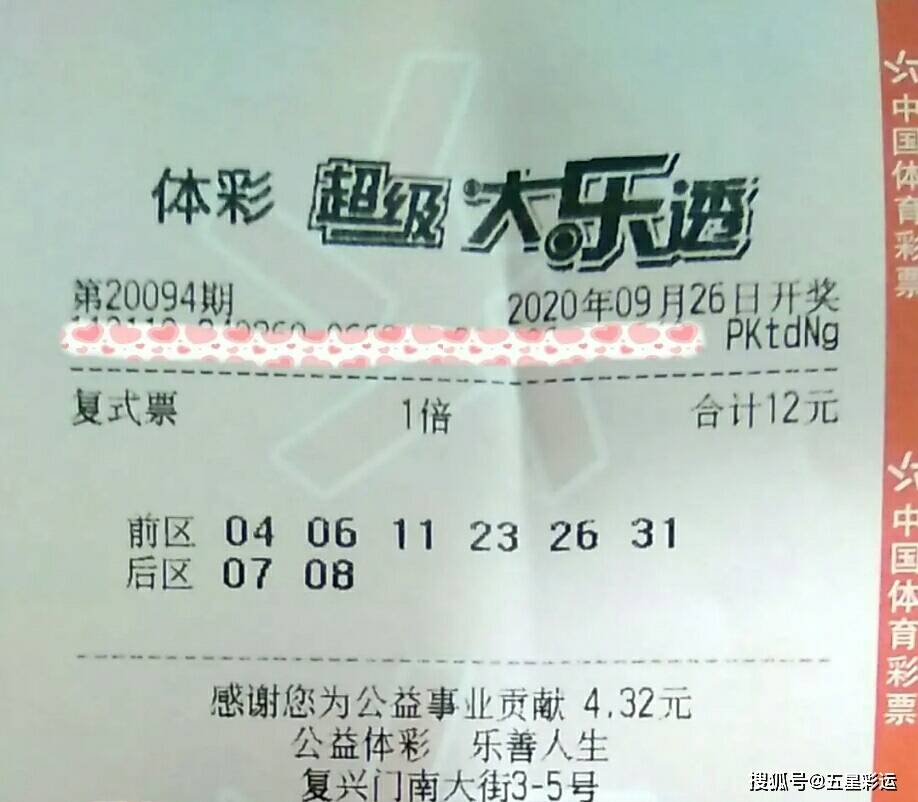 体彩 超级大乐透
第20094期 2020年09月26日开奖
PKtdNg
复式票 1倍 合计12元
前区 04 06 11 23 26 31
后区 07 08
感谢您为公益事业贡献 4.32元
公益体彩 乐善人生
复兴门南大街3-5号
中国体育彩票
中国体育彩票
搜狐号@五星彩运